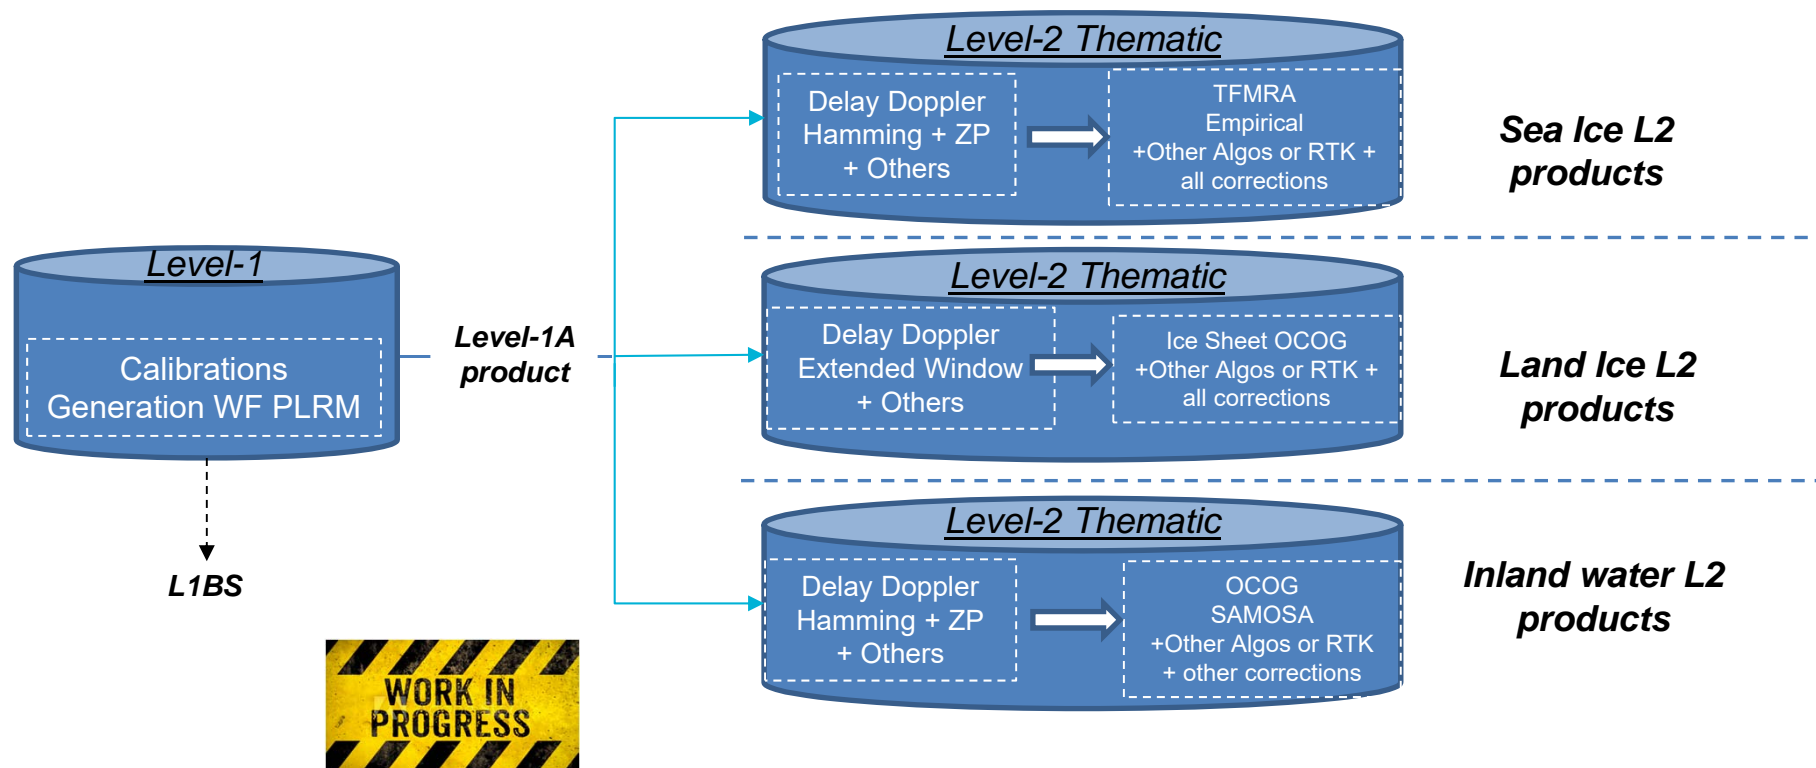 Level-1
Calibrations
Generation WF PLRM
L1BS
WORK IN
PROGRESS
Level-1A
product
Level-2 Thematic
Delay Doppler
Hamming + ZP
+ Others
TFMRA
Empirical
+Other Algos or RTK +
all corrections
Sea Ice L2
products
Level-2 Thematic
Delay Doppler
Extended Window
+ Others
Ice Sheet OCOG
+Other Algos or RTK +
all corrections
Land Ice L2
products
Level-2 Thematic
Delay Doppler
Hamming + ZP
+ Others
OCOG
SAMOSA
+Other Algos or RTK
+ other corrections
Inland water L2
products